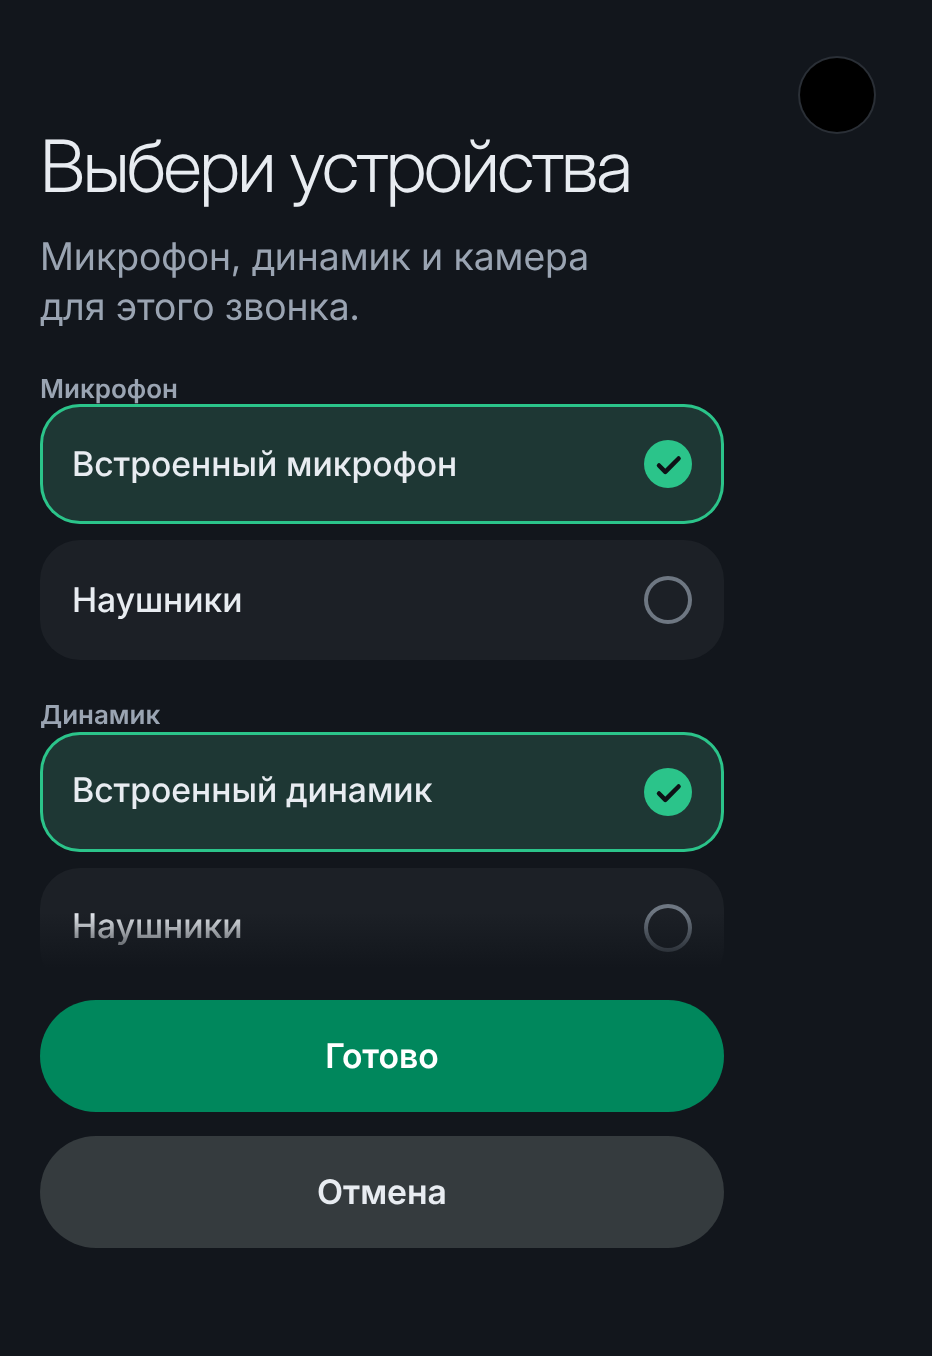 Выбери устройства
Микрофон, динамик и камера
для этого звонка.
Микрофон
Встроенный микрофон
Наушники
Динамик
Встроенный динамик
Наушники
Готово
Отмена